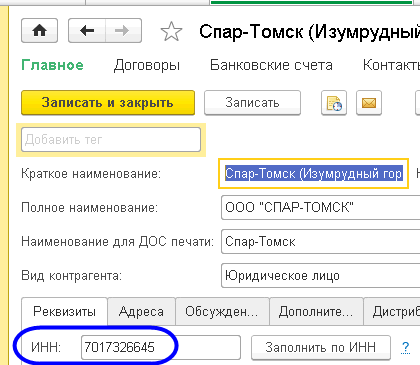 Спар-Томск (Изумрудный
Главное Договоры Банковские счета Контакты
Записать и закрыть Записать
Добавить тег
Краткое наименование: Спар-Томск (Изумрудный гор
Полное наименование: ООО "СПАР-ТОМСК"
Наименование для ДОС печати: Спар-Томск
Вид контрагента: Юридическое лицо
Реквизиты Адреса Обсужден... Дополните... Дистриб
ИНН: 7017326645 Заполнить по ИНН ?